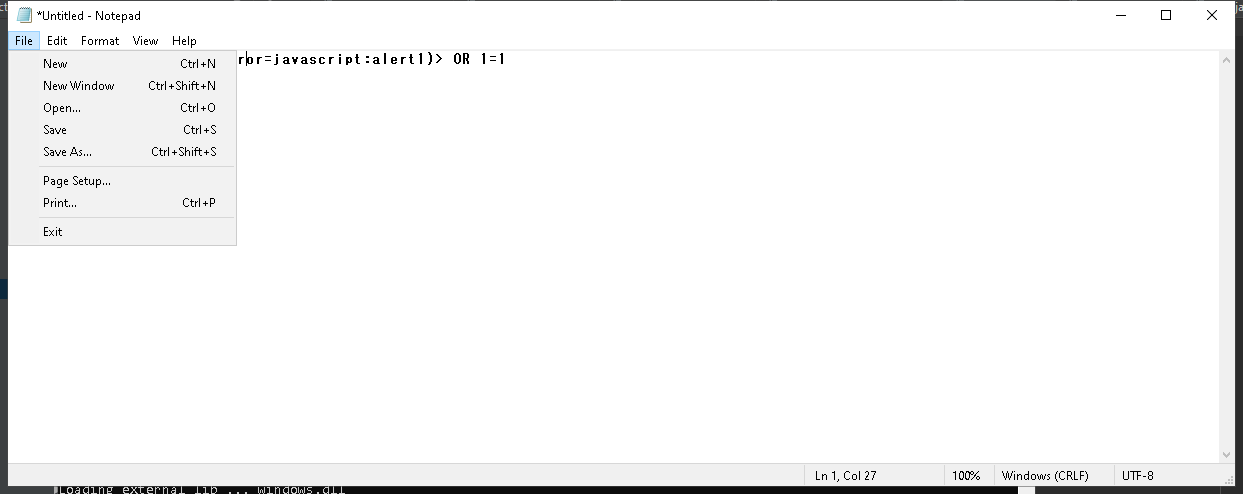 *Untitled - Notepad
File Edit Format View Help
ror=javascript:alert1)> OR 1=1
New Ctrl+N
New Window Ctrl+Shift+N
Open... Ctrl+O
Save Ctrl+S
Save As... Ctrl+Shift+S
Page Setup...
Print... Ctrl+P
Exit
Ln 1, Col 27 100% Windows (CRLF) UTF-8
Loading external lib ... windows.dll